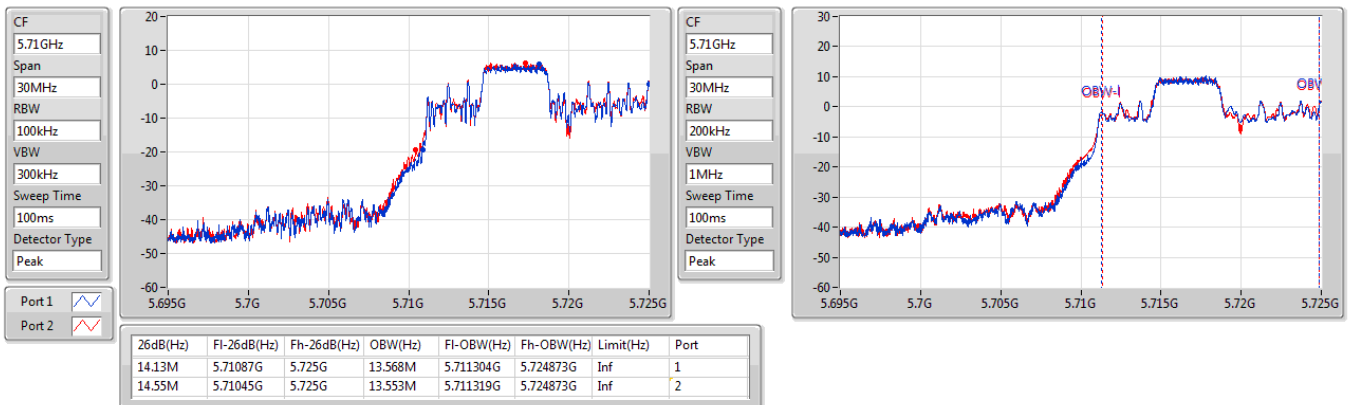 CF
5.71GHz
Span
30MHz
RBW
100kHz
VBW
300kHz
Sweep Time
100ms
Detector Type
Peak
20
10
0
-10
-20
-30
-40
-50
-60
5.695G 5.7G 5.705G 5.71G 5.715G 5.72G 5.725G
CF
5.71GHz
Span
30MHz
RBW
200kHz
VBW
1MHz
Sweep Time
100ms
Detector Type
Peak
30
20
10
0
-10
-20
-30
-40
-50
-60
OBW-l
OBV
5.695G 5.7G 5.705G 5.71G 5.715G 5.72G 5.725G
Port 1
Port 2
26dB(Hz) Fl-26dB(Hz) Fh-26dB(Hz) OBW(Hz) Fl-OBW(Hz) Fh-OBW(Hz) Limit(Hz) Port
14.13M 5.71087G 5.725G 13.568M 5.711304G 5.724873G Inf 1
14.55M 5.71045G 5.725G 13.553M 5.711319G 5.724873G Inf 2